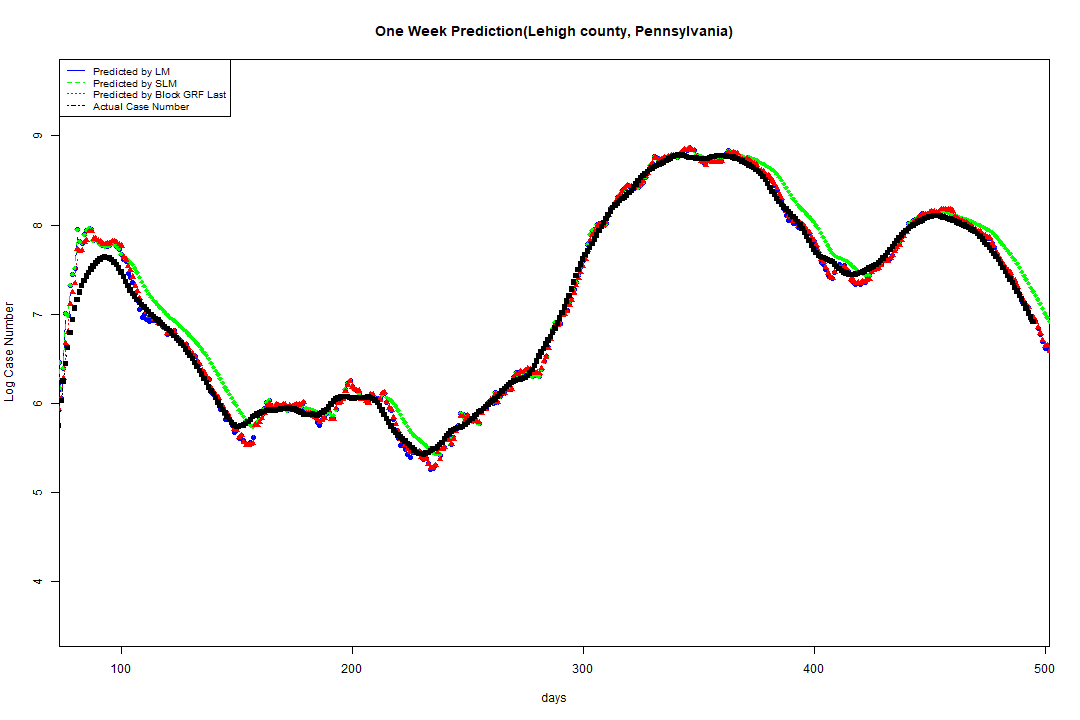 One Week Prediction(Lehigh county, Pennsylvania)
Predicted by LM
Predicted by SLM
Predicted by Block GRF Last
Actual Case Number
9
8
7
6
5
4
Log Case Number
100 200 300 400 500
days